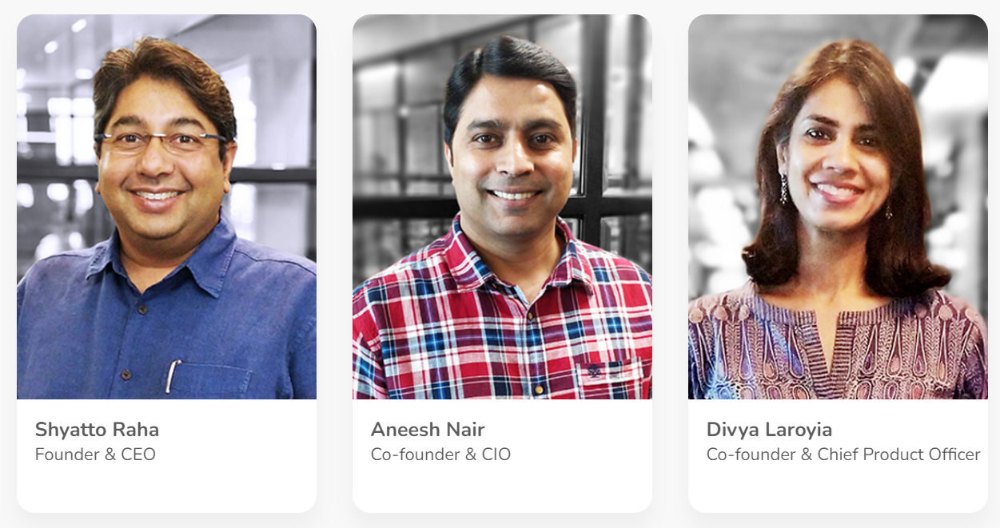 Shyatto Raha
Founder & CEO
Aneesh Nair
Co-founder & CIO
Divya Laroyia
Co-founder & Chief Product Officer